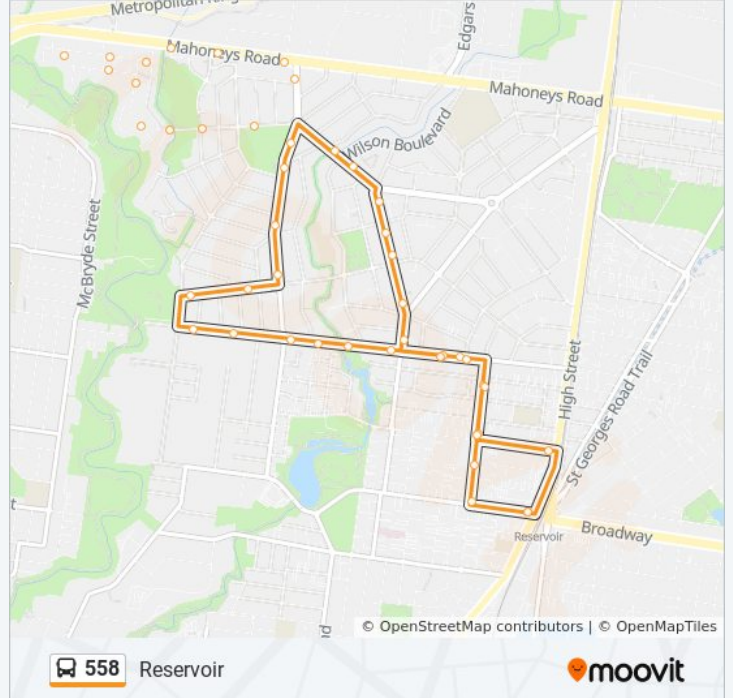 Metropolitan Ring
Edgars
Mahoneys Road
Mahoneys Road
Wilson Boulevard
McBryde Street
High Street
St Georges Road Trail
Broadway
Reservoir
© OpenStreetMap contributors | © OpenMapTiles
558 Reservoir
moovit